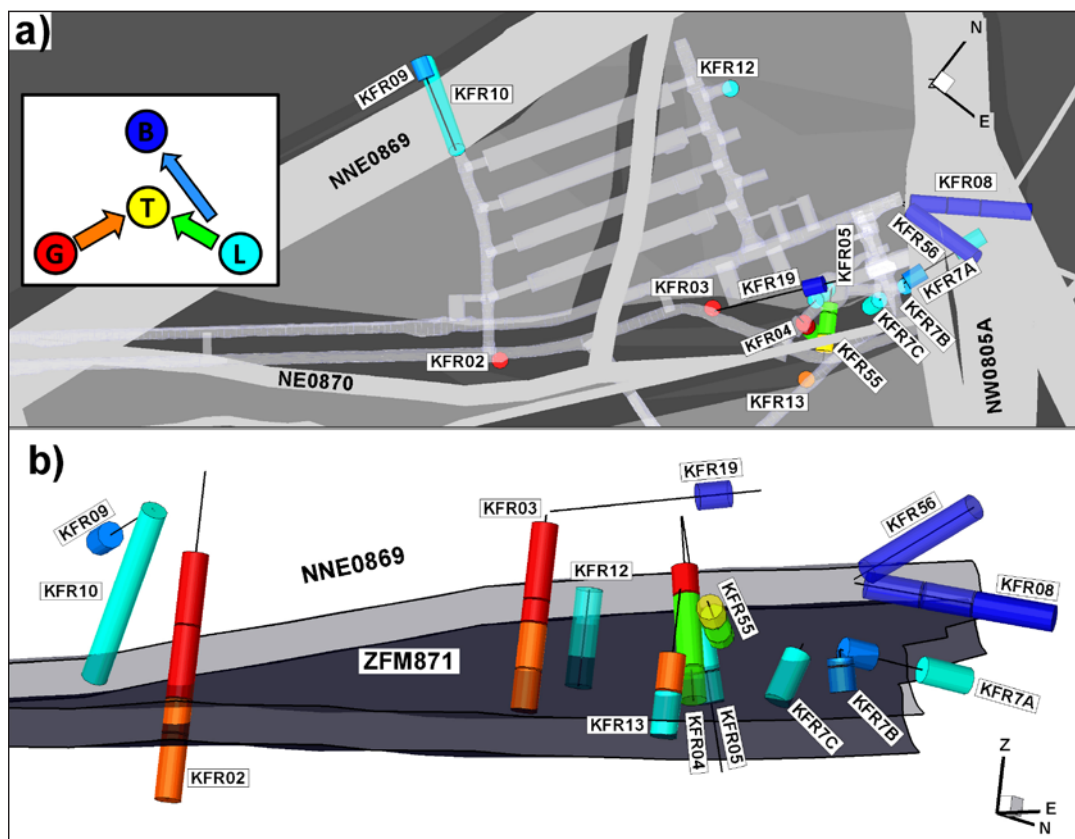 a)
N
Z
E
B
T
G
L
KFR09
KFR10
KFR12
NNE0869
KFR08
KFR56
KFR05
KFR7A
KFR19
KFR03
KFR04
KFR7B
KFR7C
KFR02
KFR55
NE0870
KFR13
NW0805A
b)
KFR19
KFR09
KFR03
KFR56
NNE0869
KFR12
KFR10
KFR08
KFR55
ZFM871
KFR7A
KFR13
KFR7C
KFR7B
KFR04
KFR05
KFR02
Z
E
N